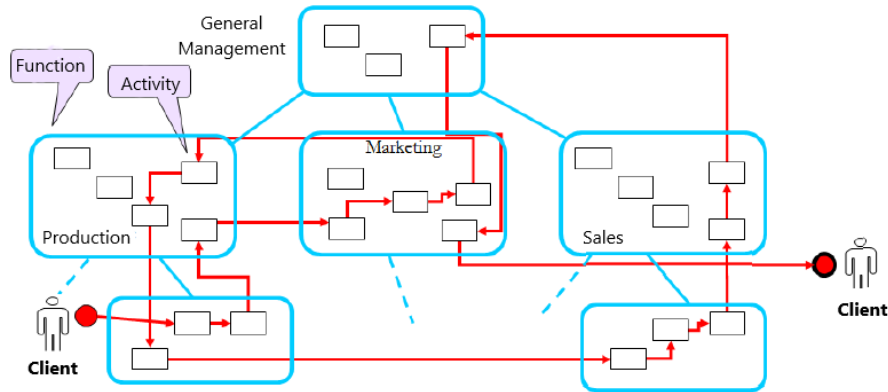 General
Management
Function
Activity
Marketing
Production
Sales
Client
Client